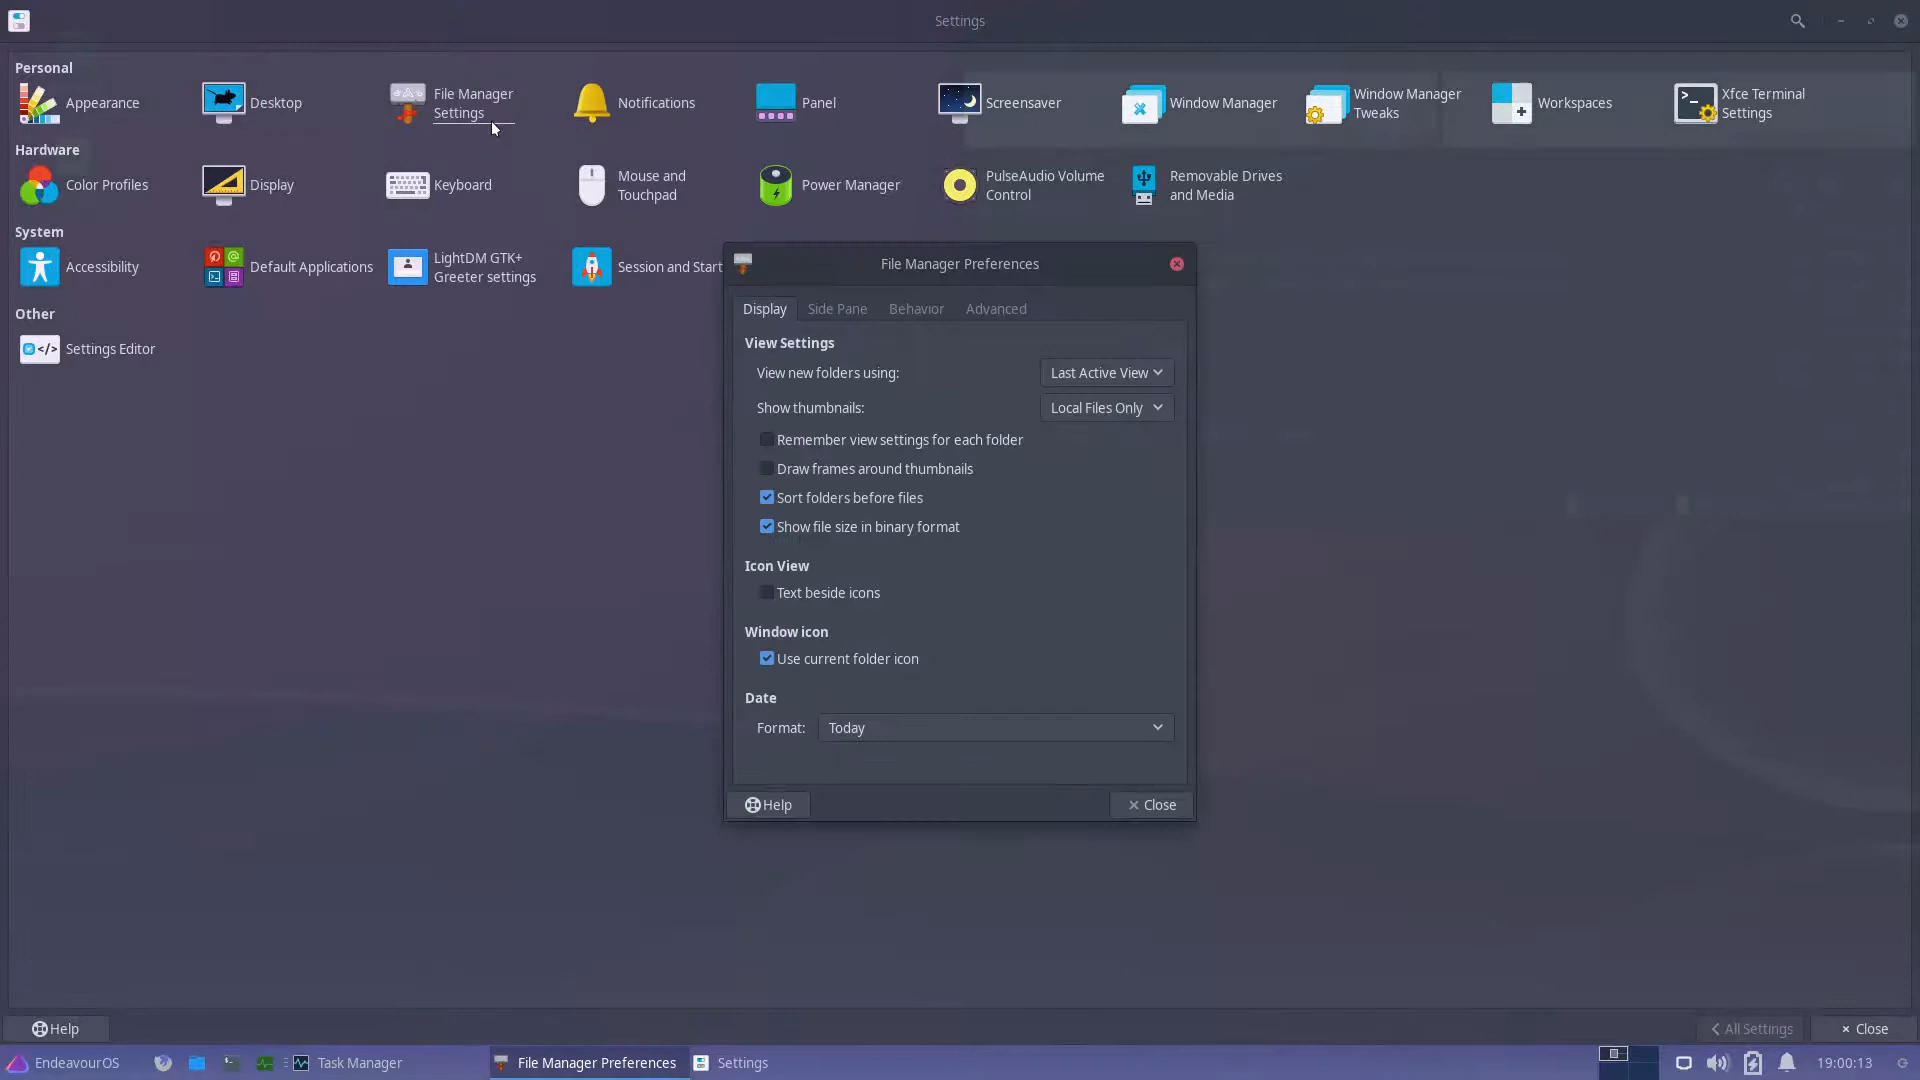 Settings
Personal
Appearance
Desktop
File Manager
Settings
Notifications
Panel
Screensaver
Window Manager
Window Manager
Tweaks
Workspaces
Xfce Terminal
Settings
Hardware
Color Profiles
Display
Keyboard
Mouse and
Touchpad
Power Manager
PulseAudio Volume
Control
Removable Drives
and Media
System
Accessibility
Default Applications
LightDM GTK+
Greeter settings
Session and Start
Other
Settings Editor
File Manager Preferences
Display
Side Pane
Behavior
Advanced
View Settings
View new folders using:
Last Active View
Show thumbnails:
Local Files Only
Remember view settings for each folder
Draw frames around thumbnails
Sort folders before files
Show file size in binary format
Icon View
Text beside icons
Window icon
Use current folder icon
Date
Format:
Today
Help
Close
Help
All Settings
Close
EndeavourOS
Task Manager
File Manager Preferences
Settings
19:00:13